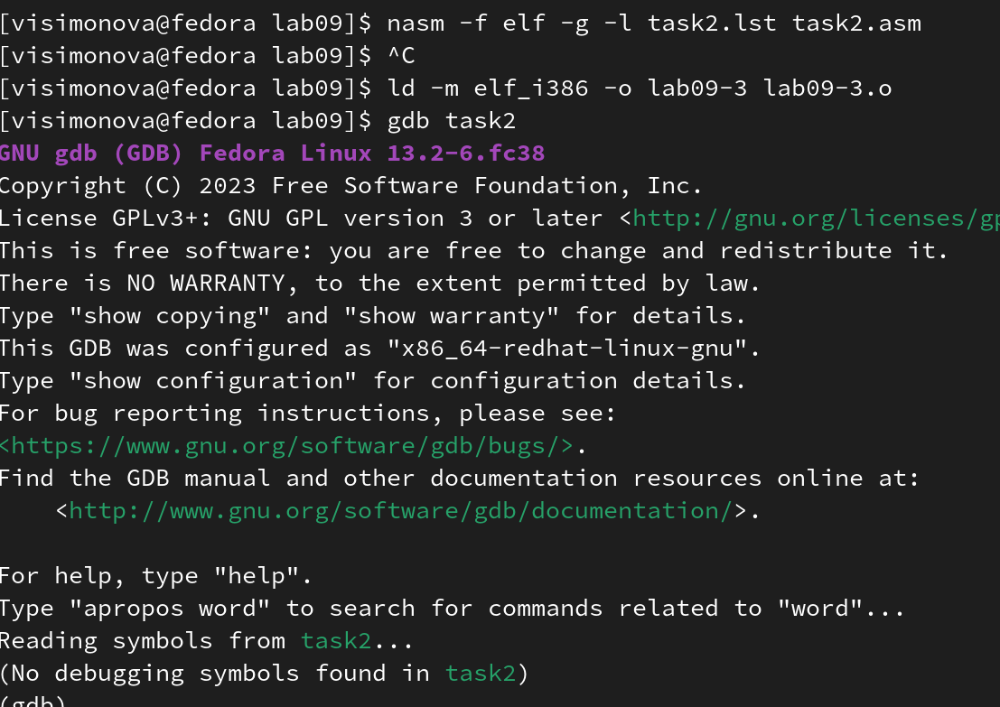 [visimonova@fedora lab09]$ nasm -f elf -g -l task2.lst task2.asm
[visimonova@fedora lab09]$ ^C
[visimonova@fedora lab09]$ ld -m elf_i386 -o lab09-3 lab09-3.o
[visimonova@fedora lab09]$ gdb task2
GNU gdb (GDB) Fedora Linux 13.2-6.fc38
Copyright (C) 2023 Free Software Foundation, Inc.
License GPLv3+: GNU GPL version 3 or later <http://gnu.org/licenses/gp
This is free software: you are free to change and redistribute it.
There is NO WARRANTY, to the extent permitted by law.
Type "show copying" and "show warranty" for details.
This GDB was configured as "x86_64-redhat-linux-gnu".
Type "show configuration" for configuration details.
For bug reporting instructions, please see:
<https://www.gnu.org/software/gdb/bugs/>.
Find the GDB manual and other documentation resources online at:
    <http://www.gnu.org/software/gdb/documentation/>.

For help, type "help".
Type "apropos word" to search for commands related to "word"...
Reading symbols from task2...
(No debugging symbols found in task2)
(gdb)